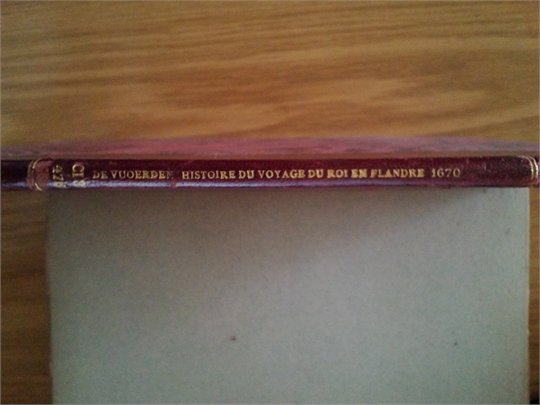 DE VUOERDEN HISTOIRE DU VOYAGE DU ROI EN FLANDRE 1670